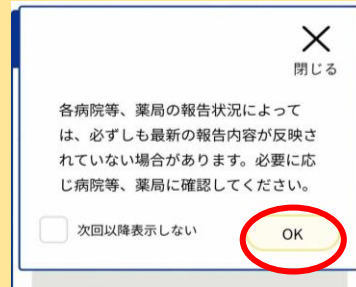 閉じる
各病院等、薬局の報告状況によって
は、必ずしも最新の報告内容が反映さ
れていない場合があります。必要に応
じ病院等、薬局に確認してください。
次回以降表示しない
OK